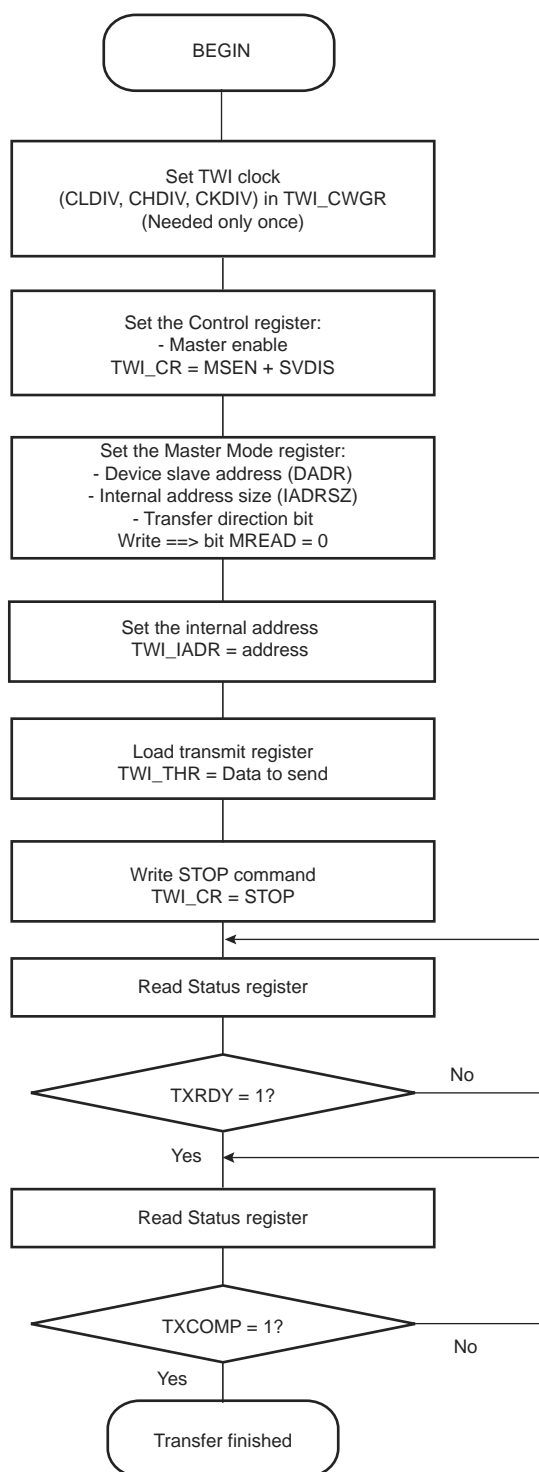 BEGIN
Set TWI clock
(CLDIV, CHDIV, CKDIV) in TWI_CWGR
(Needed only once)
Set the Control register:
- Master enable
TWI_CR = MSEN + SVDIS
Set the Master Mode register:
- Device slave address (DADR)
- Internal address size (IADRSZ)
- Transfer direction bit
Write ==> bit MREAD = 0
Set the internal address
TWI_IADR = address
Load transmit register
TWI_THR = Data to send
Write STOP command
TWI_CR = STOP
Read Status register
TXRDY = 1?
No
Yes
Read Status register
TXCOMP = 1?
No
Yes
Transfer finished